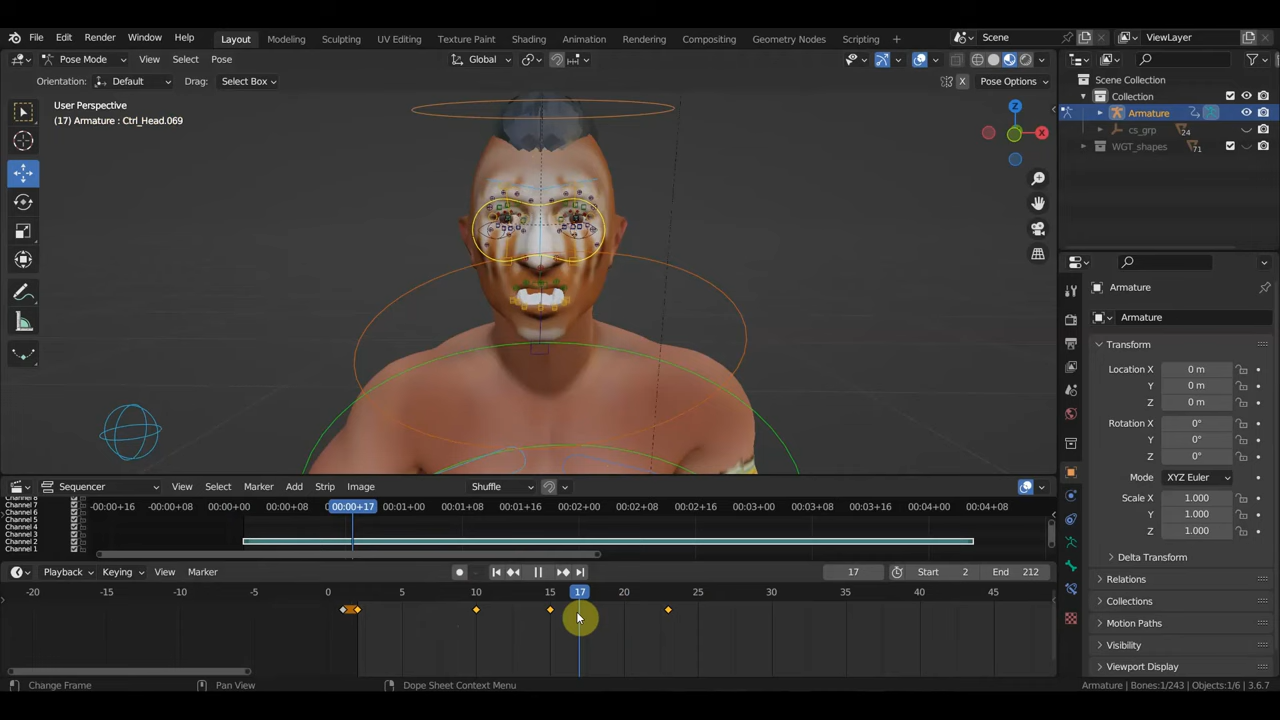 File Edit Render Window Help Layout Modeling Sculpting UV Editing Texture Paint Shading Animation Rendering Compositing Geometry Nodes Scripting + Scene ViewLayer
Pose Mode View Select Pose Global Pose Options
Orientation: Default Drag: Select Box X
User Perspective
(17) Armature : Ctrl_Head.069
X
Y
Z
Scene Collection
Collection
Armature
cs_grp 24
WGT_shapes 71
Armature
Armature
Transform
Location X 0 m
Y 0 m
Z 0 m
Rotation X 0°
Y 0°
Z 0°
Mode XYZ Euler
Scale X 1.000
Y 1.000
Z 1.000
Delta Transform
Relations
Collections
Motion Paths
Visibility
Viewport Display
Sequencer View Select Marker Add Strip Image Shuffle
Channel 7
Channel 6
Channel 5
Channel 4
Channel 3
Channel 2
Channel 1
-00:00+16 -00:00+08 00:00+00 00:00+17 00:01+00 00:01+08 00:01+16 00:02+00 00:02+08 00:02+16 00:03+00 00:03+08 00:03+16 00:04+00 00:04+08
Playback Keying View Marker 17 Start 2 End 212
-20 -15 -10 -5 0 5 10 15 17 20 25 30 35 40 45
Change Frame Pan View Dope Sheet Context Menu Armature | Bones:1/243 | Objects:1/6 | 3.6.7